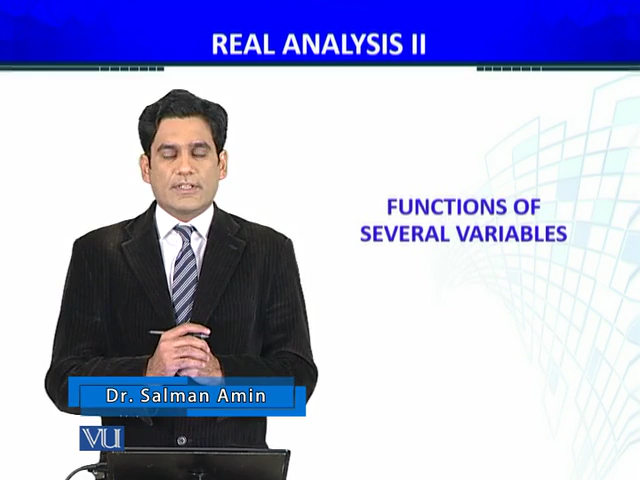 REAL ANALYSIS II
FUNCTIONS OF
SEVERAL VARIABLES
Dr. Salman Amin
VU